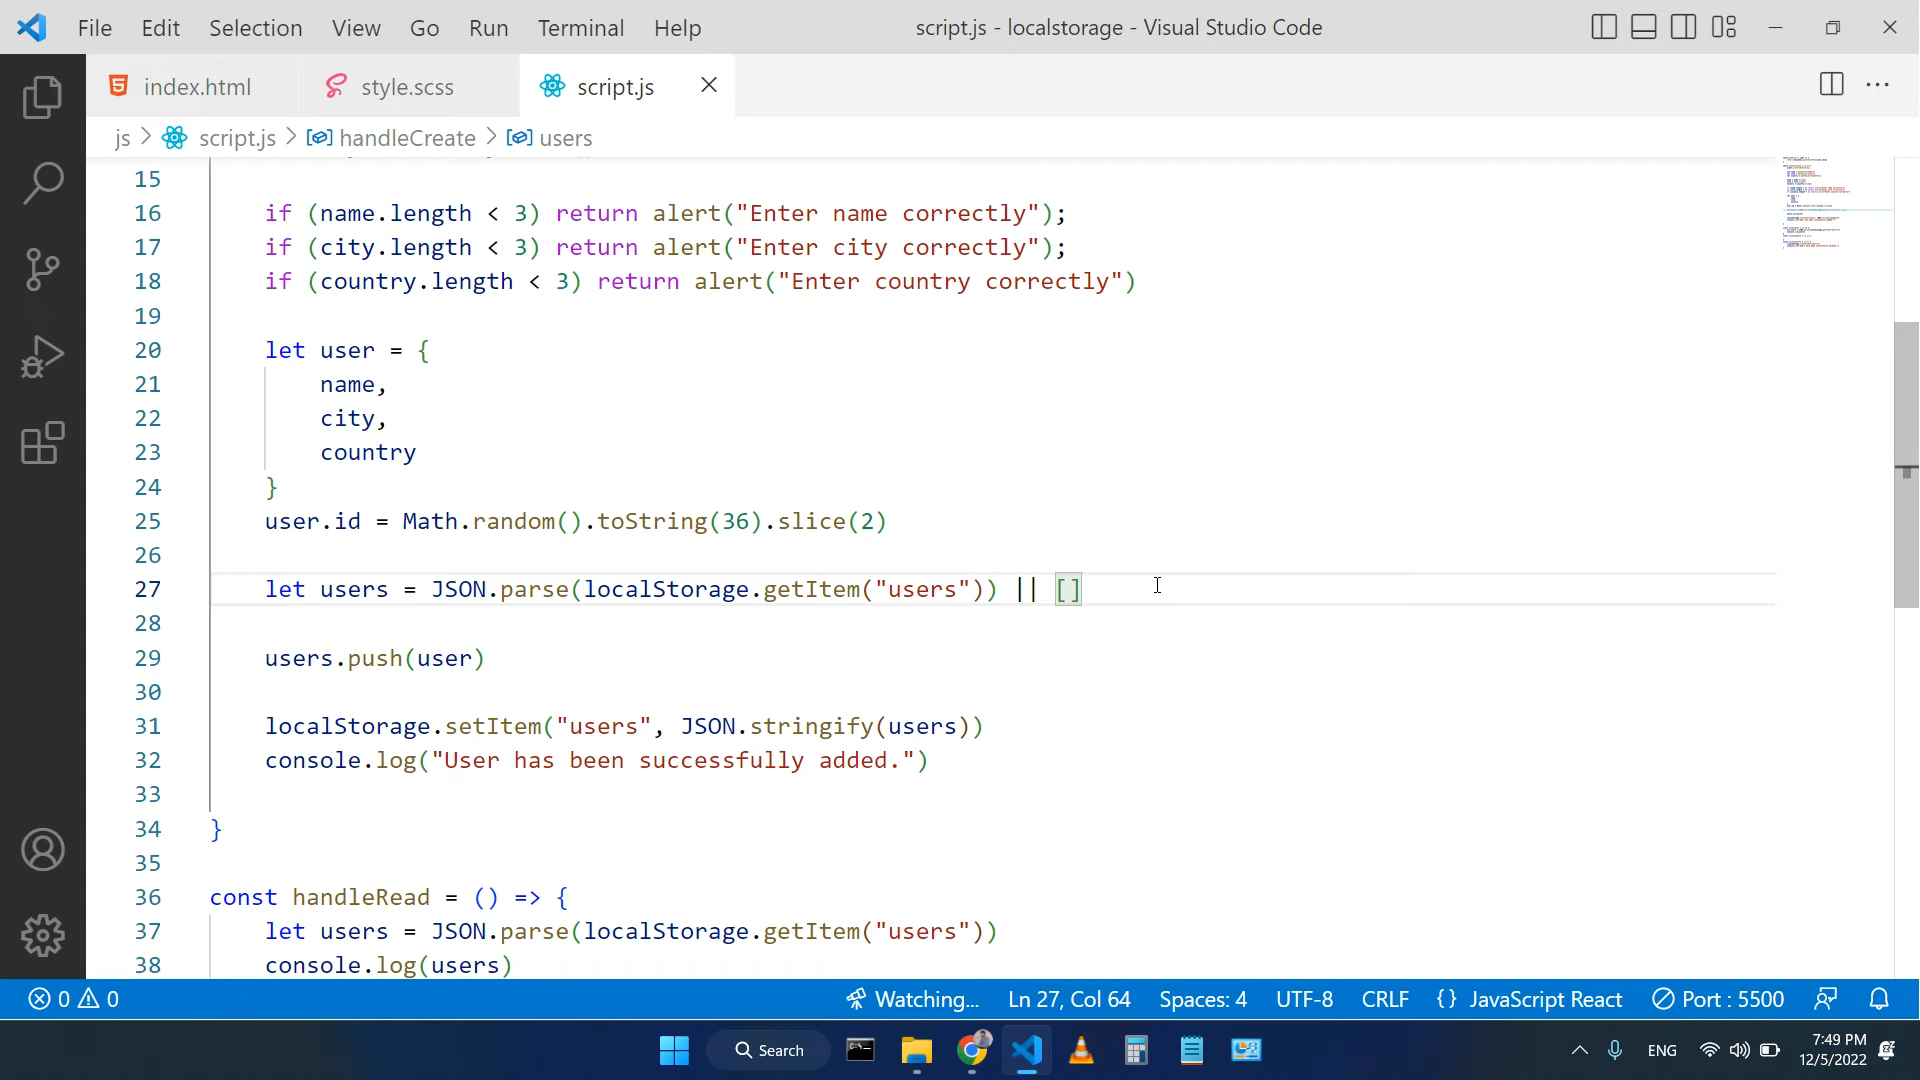 File Edit Selection View Go Run Terminal Help
script.js - localstorage - Visual Studio Code
index.html
style.scss
script.js
js > script.js > handleCreate > users
15
16 if (name.length < 3) return alert("Enter name correctly");
17 if (city.length < 3) return alert("Enter city correctly");
18 if (country.length < 3) return alert("Enter country correctly")
19
20 let user = {
21 name,
22 city,
23 country
24 }
25 user.id = Math.random().toString(36).slice(2)
26
27 let users = JSON.parse(localStorage.getItem("users")) || []
28
29 users.push(user)
30
31 localStorage.setItem("users", JSON.stringify(users))
32 console.log("User has been successfully added.")
33
34 }
35
36 const handleRead = () => {
37 let users = JSON.parse(localStorage.getItem("users"))
38 console.log(users)
0 0 Watching... Ln 27, Col 64 Spaces: 4 UTF-8 CRLF {} JavaScript React Port : 5500
Search
ENG
7:49 PM
12/5/2022